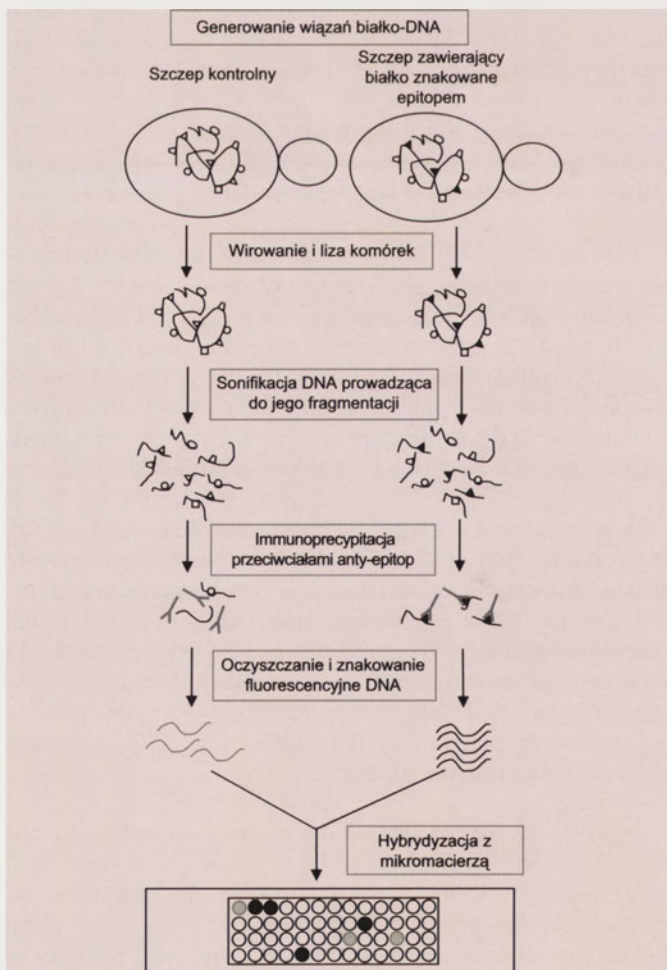 Generowanie wiązań białko-DNA
Szczep kontrolny
Szczep zawierający
białko znakowane
epitopem
Wirowanie i liza komórek
Sonifikacja DNA prowadząca
do jego fragmentacji
Immunoprecypitacja
przeciwciałami anty-epitop
Oczyszczanie i znakowanie
fluorescencyjne DNA
Hybrydyzacja z
mikromacierzą